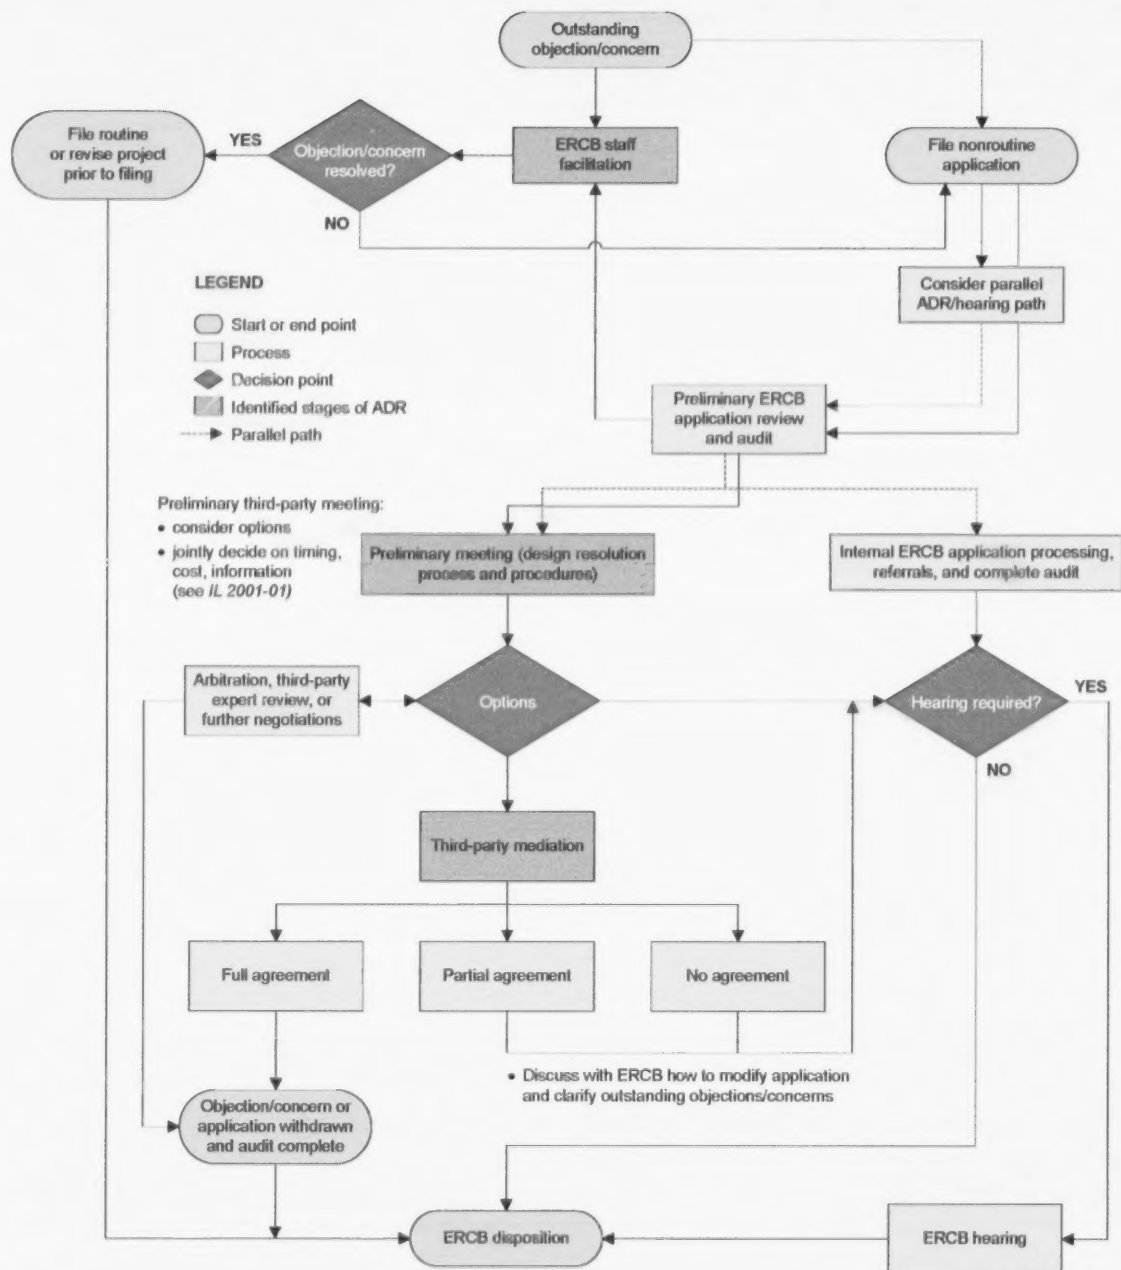 Outstanding
objection/concern
File routine
or revise project
prior to filing
YES
Objection/concern
resolved?
ERCB staff
facilitation
File nonroutine
application
NO
LEGEND
Start or end point
Process
Decision point
Identified stages of ADR
Parallel path
Consider parallel
ADR/hearing path
Preliminary ERCB
application review
and audit
Preliminary third-party meeting:
• consider options
• jointly decide on timing,
cost, information
(see IL 2001-01)
Preliminary meeting (design resolution
process and procedures)
Internal ERCB application processing,
referrals, and complete audit
Arbitration, third-party
expert review, or
further negotiations
Options
Hearing required?
YES
NO
Third-party mediation
Full agreement
Partial agreement
No agreement
• Discuss with ERCB how to modify application
and clarify outstanding objections/concerns
Objection/concern or
application withdrawn
and audit complete
ERCB disposition
ERCB hearing